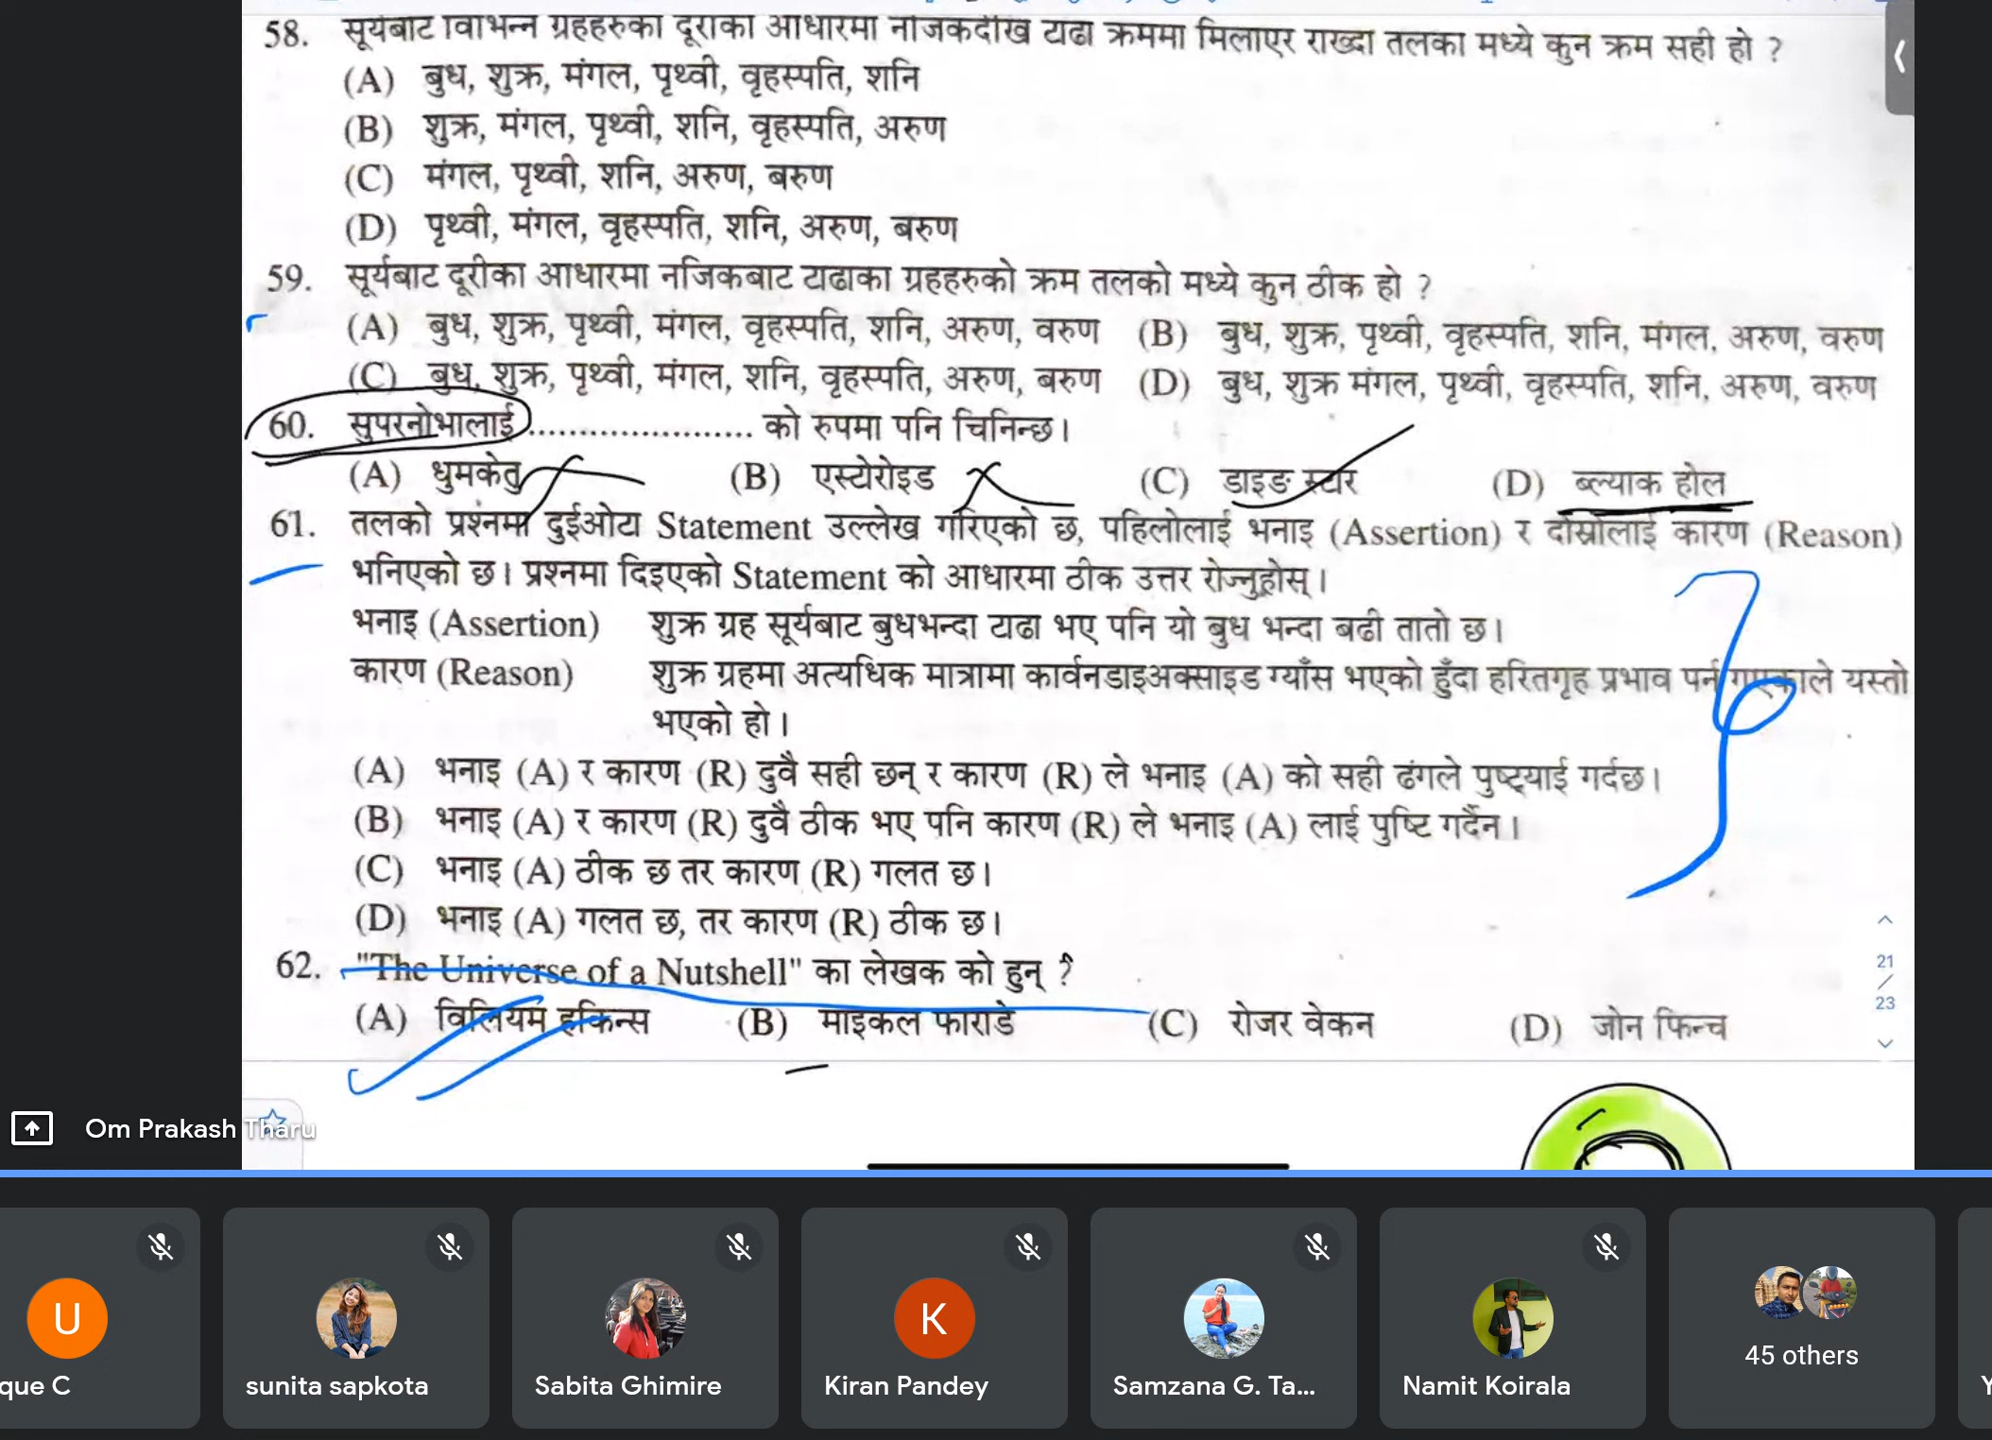 58. सूर्यबाट विभिन्न ग्रहहरुका दूरीका आधारमा नजिकदेखि टाढा क्रममा मिलाएर राख्दा तलका मध्ये कुन क्रम सही हो ?
(A) बुध, शुक्र, मंगल, पृथ्वी, वृहस्पति, शनि
(B) शुक्र, मंगल, पृथ्वी, शनि, वृहस्पति, अरुण
(C) मंगल, पृथ्वी, शनि, अरुण, बरुण
(D) पृथ्वी, मंगल, वृहस्पति, शनि, अरुण, बरुण
59. सूर्यबाट दूरीका आधारमा नजिकबाट टाढाका ग्रहहरुको क्रम तलको मध्ये कुन ठीक हो ?
(A) बुध, शुक्र, पृथ्वी, मंगल, वृहस्पति, शनि, अरुण, वरुण (B) बुध, शुक्र, पृथ्वी, वृहस्पति, शनि, मंगल, अरुण, वरुण
(C) बुध, शुक्र, पृथ्वी, मंगल, शनि, वृहस्पति, अरुण, बरुण (D) बुध, शुक्र मंगल, पृथ्वी, वृहस्पति, शनि, अरुण, वरुण
60. सुपरनोभालाई ........................ को रुपमा पनि चिनिन्छ।
(A) धुमकेतु (B) एस्टोरोइड (C) डाइङ स्टार (D) ब्ल्याक होल
61. तलको प्रश्नमा दुईओटा Statement उल्लेख गरिएको छ, पहिलोलाई भनाइ (Assertion) र दोस्रोलाई कारण (Reason)
भनिएको छ। प्रश्नमा दिइएको Statement को आधारमा ठीक उत्तर रोज्नुहोस्।
भनाइ (Assertion) शुक्र ग्रह सूर्यबाट बुधभन्दा टाढा भए पनि यो बुध भन्दा बढी तातो छ।
कारण (Reason) शुक्र ग्रहमा अत्यधिक मात्रामा कार्वनडाइअक्साइड ग्याँस भएको हुँदा हरितगृह प्रभाव पर्न गएकाले यस्तो
भएको हो।
(A) भनाइ (A) र कारण (R) दुवै सही छन् र कारण (R) ले भनाइ (A) को सही ढंगले पुष्ट्याई गर्दछ।
(B) भनाइ (A) र कारण (R) दुवै ठीक भए पनि कारण (R) ले भनाइ (A) लाई पुष्टि गर्दैन।
(C) भनाइ (A) ठीक छ तर कारण (R) गलत छ।
(D) भनाइ (A) गलत छ, तर कारण (R) ठीक छ।
62. "The Universe of a Nutshell" का लेखक को हुन् ?
(A) विलियम हकिन्स (B) माइकल फाराडे (C) रोजर वेकन (D) जोन फिन्च
21
/
23
Om Prakash Tharu
U
K
que C
sunita sapkota
Sabita Ghimire
Kiran Pandey
Samzana G. Ta...
Namit Koirala
45 others
Y